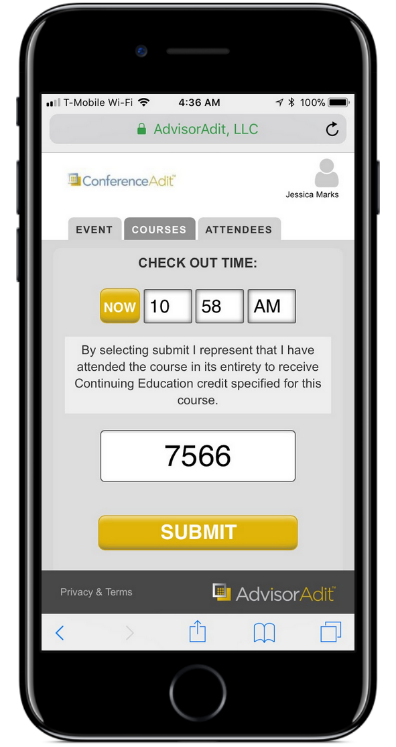 T-Mobile Wi-Fi 4:36 AM 100%
AdvisorAdit, LLC
ConferenceAdit™
Jessica Marks
EVENT COURSES ATTENDEES
CHECK OUT TIME:
NOW 10 58 AM
By selecting submit I represent that I have
attended the course in its entirety to receive
Continuing Education credit specified for this
course.
7566
SUBMIT
Privacy & Terms AdvisorAdit™